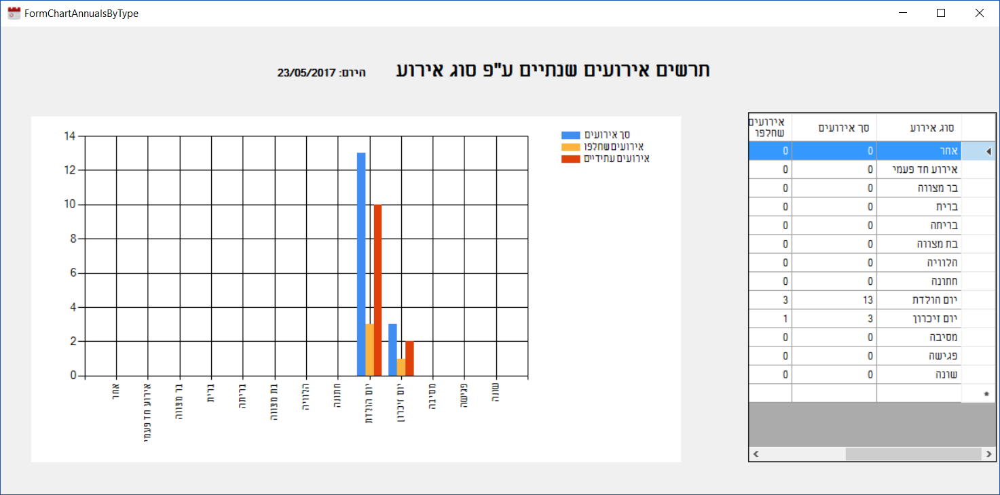 FormChartAnnualsByType
תרשים אירועים שנתיים ע"פ סוג אירוע
היום: 23/05/2017
סך אירועים
אירועים שחלפו
אירועים עתידיים
14
12
10
8
6
4
2
0
אחר
אירוע חד פעמי
בר מצווה
ברית
בריתה
בת מצווה
הלוויה
חתונה
יום הולדת
יום זיכרון
מסיבה
פגישה
שונה
סוג אירוע סך אירועים אירועים
שחלפו
אחר 0 0
אירוע חד פעמי 0 0
בר מצווה 0 0
ברית 0 0
בריתה 0 0
בת מצווה 0 0
הלוויה 0 0
חתונה 0 0
יום הולדת 13 3
יום זיכרון 3 1
מסיבה 0 0
פגישה 0 0
שונה 0 0